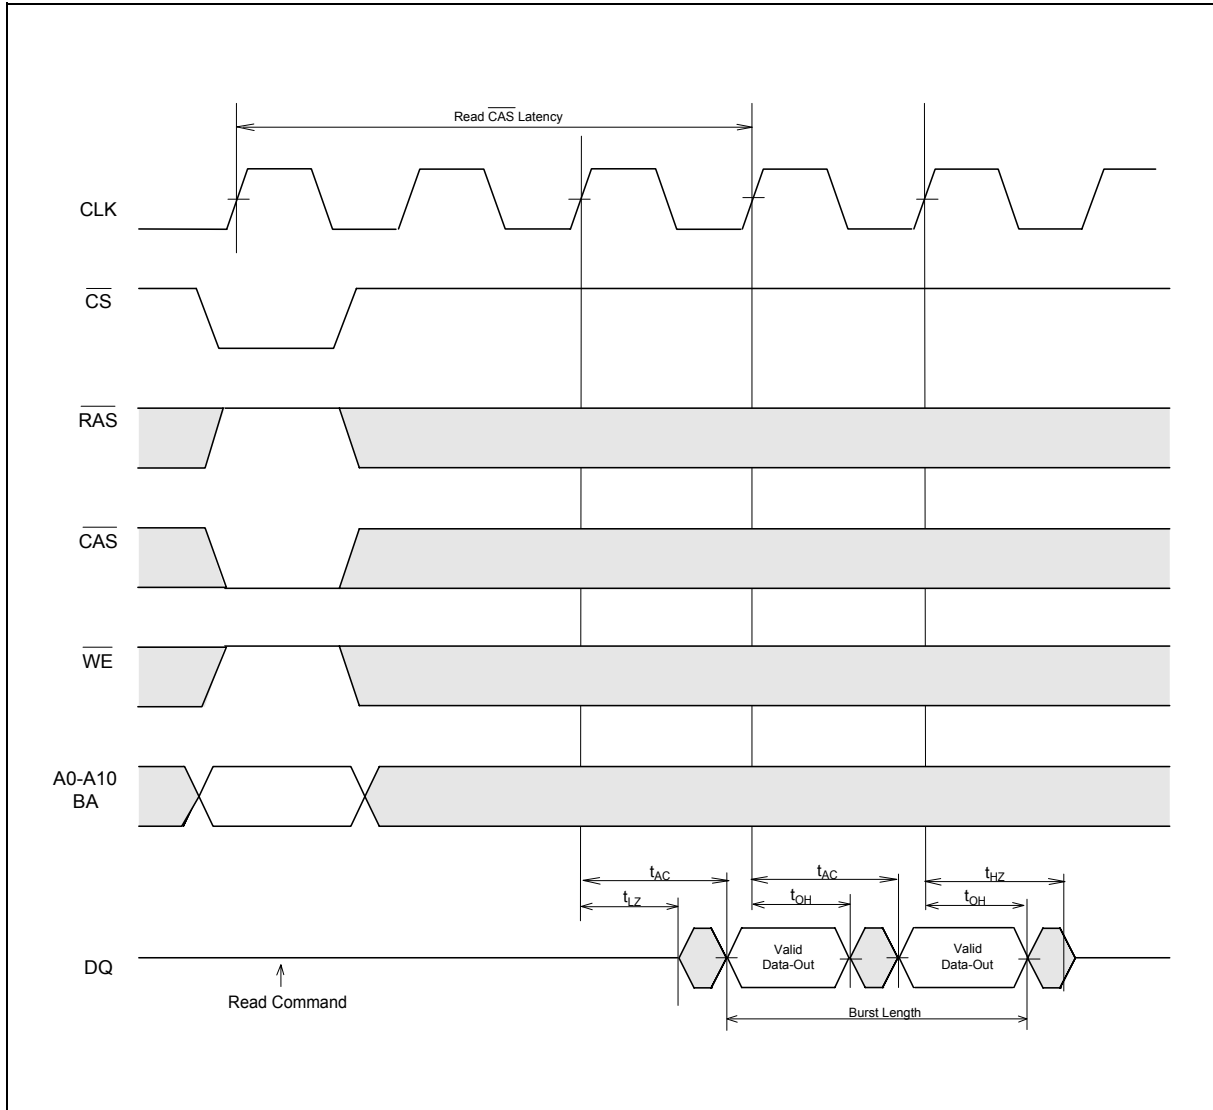 Read CAS Latency
CLK
CS
RAS
CAS
WE
A0-A10
BA
tAC
tAC
tHZ
tLZ
tOH
tOH
DQ
Valid
Data-Out
Valid
Data-Out
Read Command
Burst Length